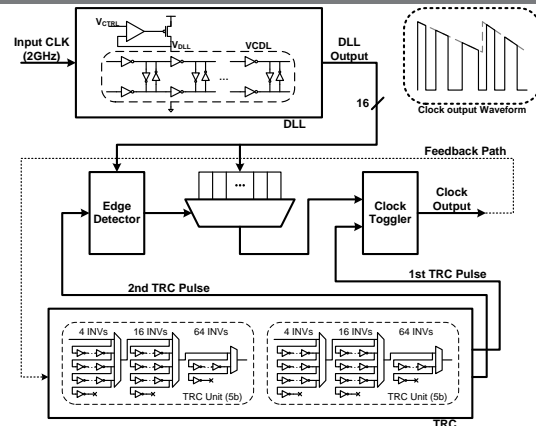 V_CTRL
V_DLL
VCDL
Input CLK
(2GHz)
...
DLL
Output
DLL
16
Clock output Waveform
Feedback Path
Edge
Detector
...
Clock
Toggler
Clock
Output
1st TRC Pulse
2nd TRC Pulse
4 INVs 16 INVs 64 INVs
TRC Unit (5b)
4 INVs 16 INVs 64 INVs
TRC Unit (5b)
TRC